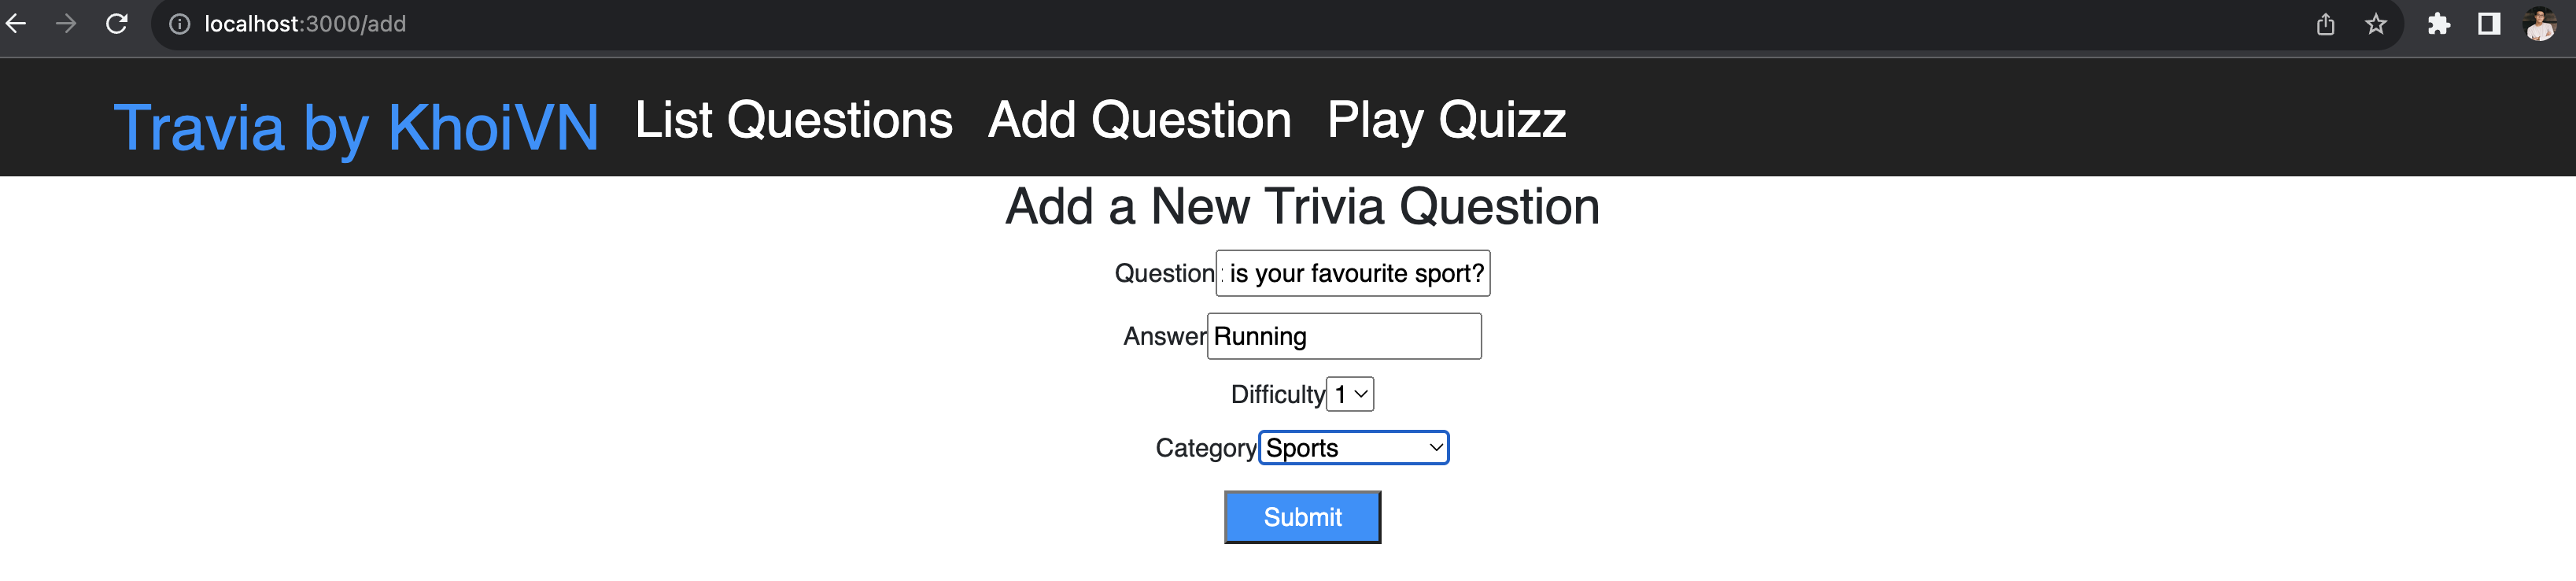 localhost:3000/add
Travia by KhoiVN List Questions Add Question Play Quizz
Add a New Trivia Question
Question is your favourite sport?
Answer Running
Difficulty 1
Category Sports
Submit